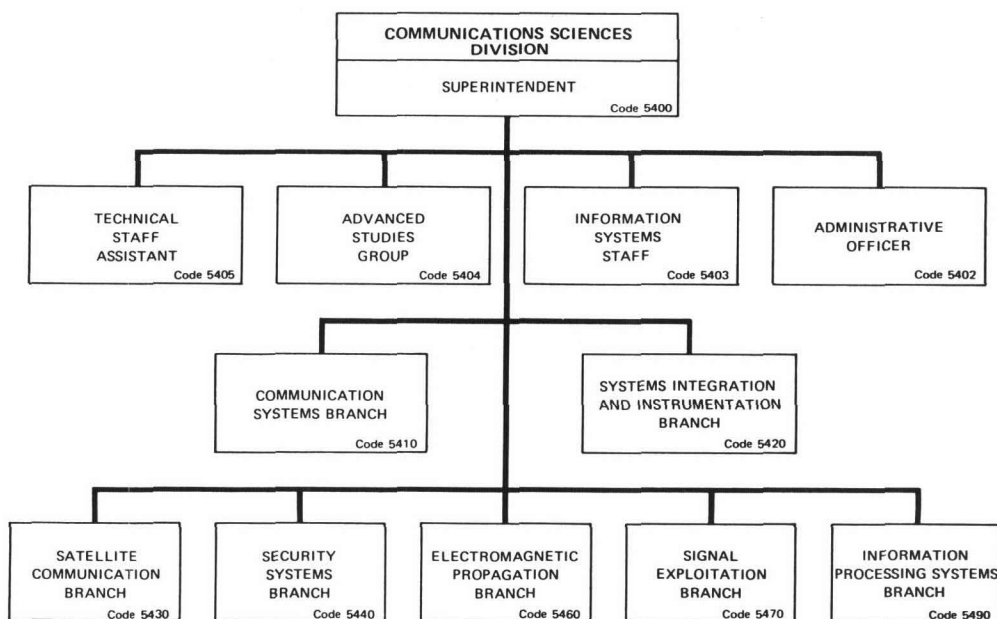 COMMUNICATIONS SCIENCES
DIVISION
SUPERINTENDENT
Code 5400
TECHNICAL
STAFF
ASSISTANT
Code 5405
ADVANCED
STUDIES
GROUP
Code 5404
INFORMATION
SYSTEMS
STAFF
Code 5403
ADMINISTRATIVE
OFFICER
Code 5402
COMMUNICATION
SYSTEMS BRANCH
Code 5410
SYSTEMS INTEGRATION
AND INSTRUMENTATION
BRANCH
Code 5420
SATELLITE
COMMUNICATION
BRANCH
Code 5430
SECURITY
SYSTEMS
BRANCH
Code 5440
ELECTROMAGNETIC
PROPAGATION
BRANCH
Code 5460
SIGNAL
EXPLOITATION
BRANCH
Code 5470
INFORMATION
PROCESSING SYSTEMS
BRANCH
Code 5490